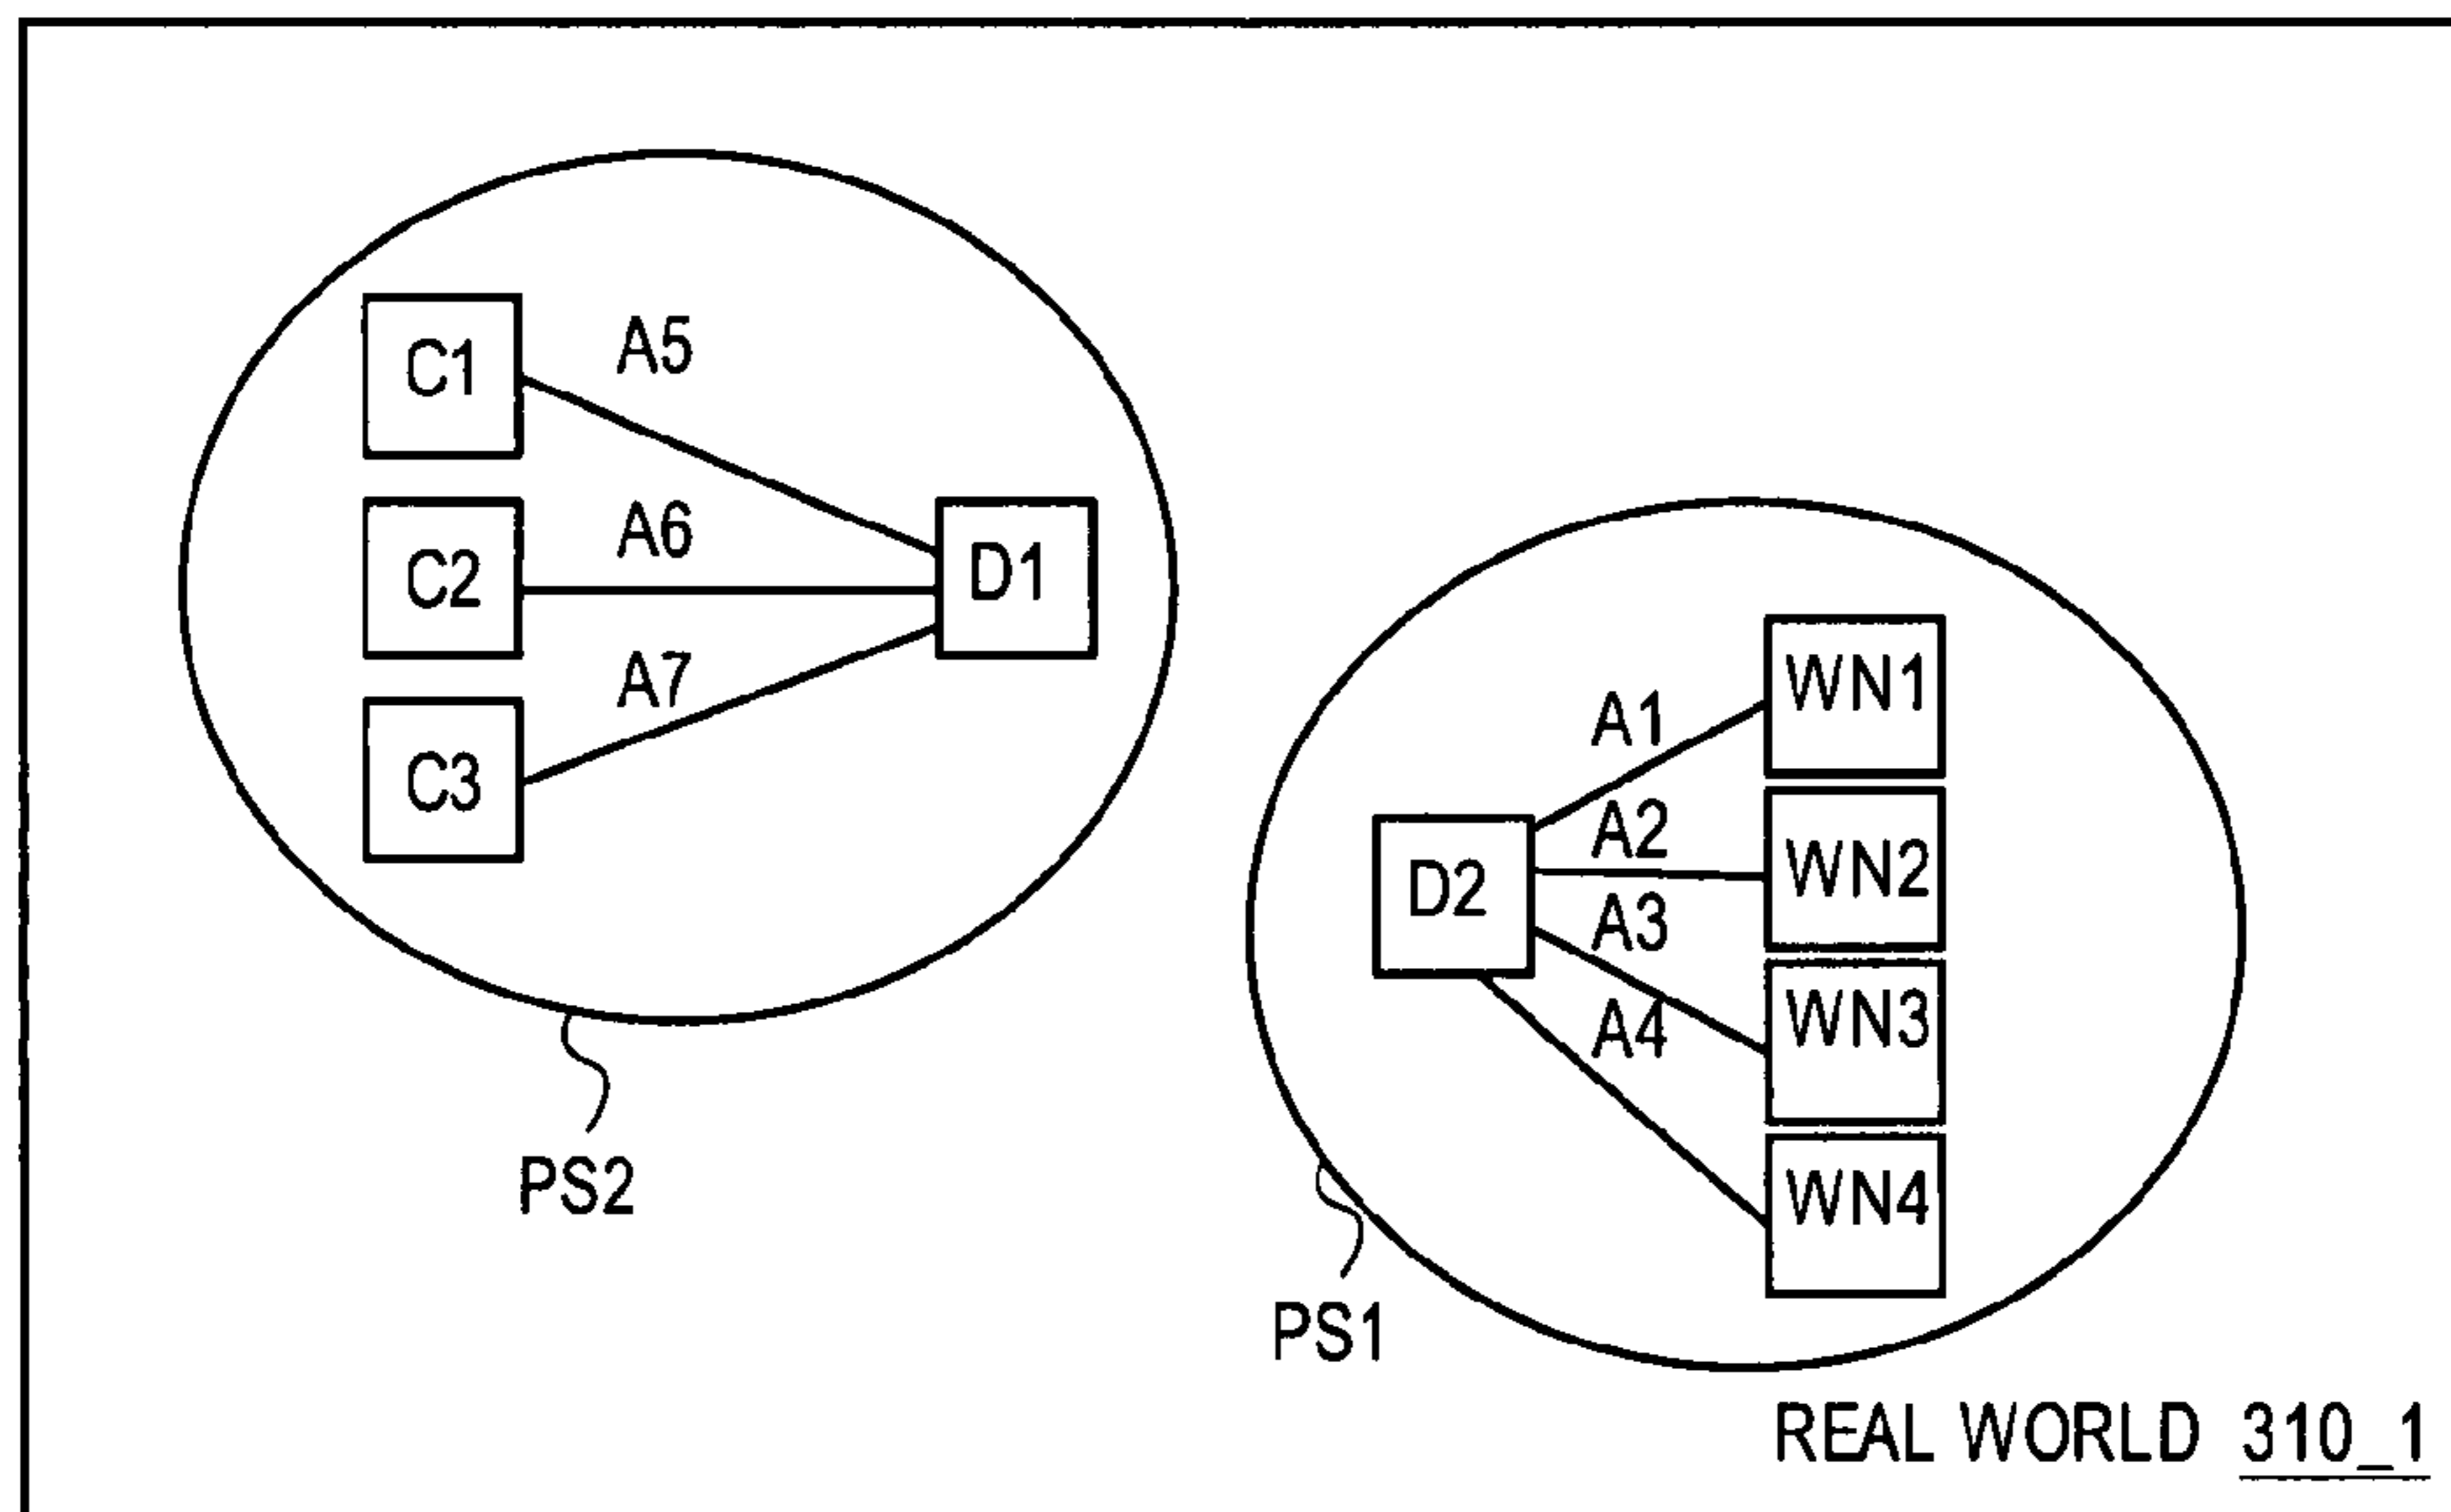 C1
A5
C2
A6
D1
C3
A7
PS2
WN1
A1
WN2
A2
D2
A3
WN3
A4
WN4
PS1
REAL WORLD 310_1